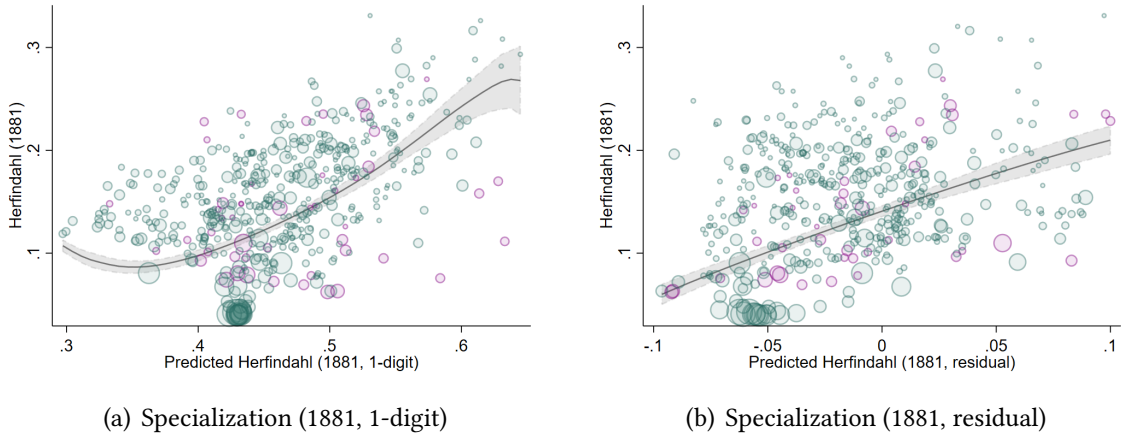 .3
.2
.1
Herfindahl (1881)
.3 .4 .5 .6
Predicted Herfindahl (1881, 1-digit)
(a) Specialization (1881, 1-digit)
.3
.2
.1
Herfindahl (1881)
-.1 -.05 0 .05 .1
Predicted Herfindahl (1881, residual)
(b) Specialization (1881, residual)